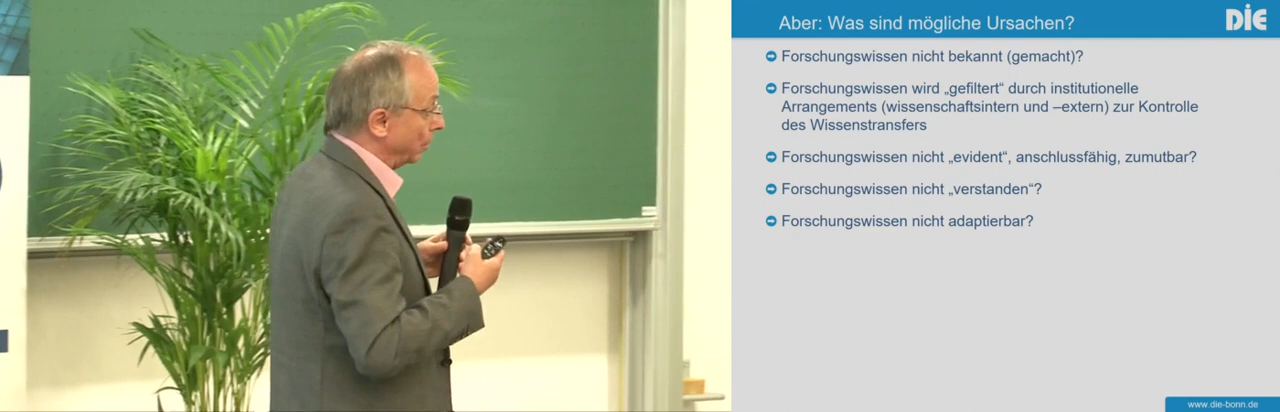 Aber: Was sind mögliche Ursachen?
DIE
Forschungswissen nicht bekannt (gemacht)?
Forschungswissen wird „gefiltert“ durch institutionelle
Arrangements (wissenschaftsintern und –extern) zur Kontrolle
des Wissenstransfers
Forschungswissen nicht „evident“, anschlussfähig, zumutbar?
Forschungswissen nicht „verstanden“?
Forschungswissen nicht adaptierbar?
www.die-bonn.de